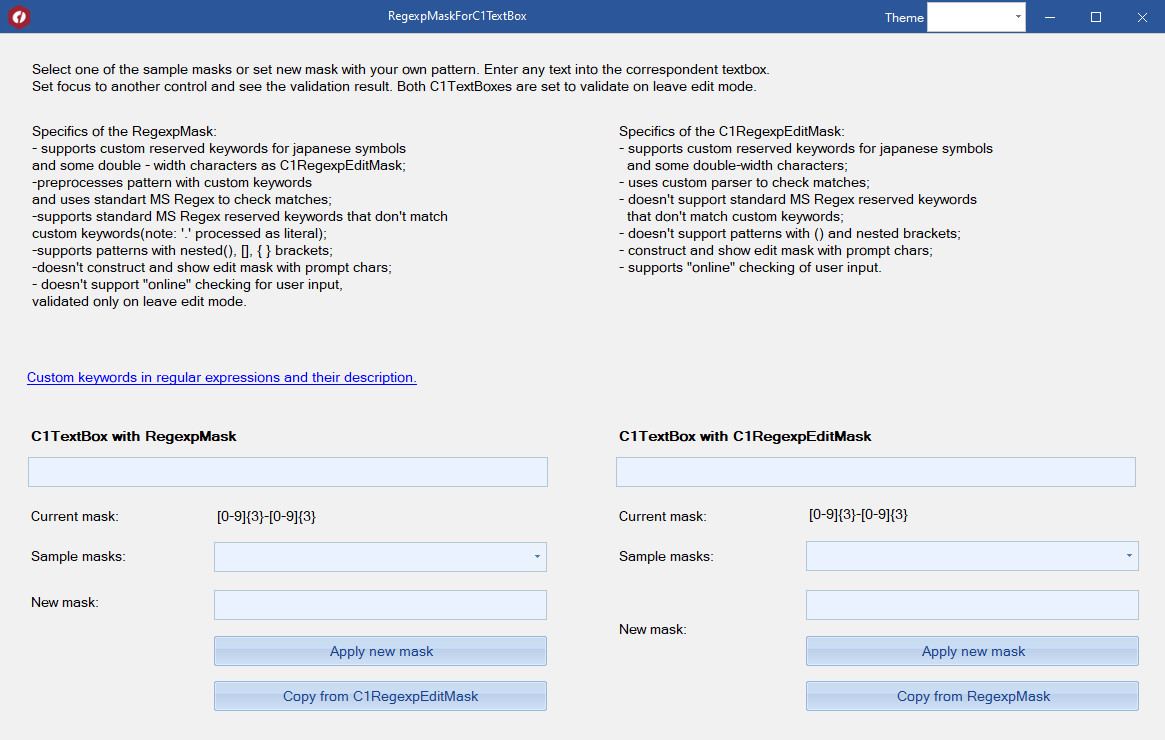 RegexpMaskForC1TextBox
Theme
Select one of the sample masks or set new mask with your own pattern. Enter any text into the correspondent textbox.
Set focus to another control and see the validation result. Both C1TextBoxes are set to validate on leave edit mode.
Specifics of the RegexpMask:
- supports custom reserved keywords for japanese symbols
and some double - width characters as C1RegexpEditMask;
-preprocesses pattern with custom keywords
and uses standart MS Regex to check matches;
-supports standard MS Regex reserved keywords that don't match
custom keywords(note: '.' processed as literal);
-supports patterns with nested(), [], { } brackets;
-doesn't construct and show edit mask with prompt chars;
- doesn't support "online" checking for user input,
validated only on leave edit mode.
Specifics of the C1RegexpEditMask:
- supports custom reserved keywords for japanese symbols
and some double-width characters;
- uses custom parser to check matches;
- doesn't support standard MS Regex reserved keywords
that don't match custom keywords;
- doesn't support patterns with () and nested brackets;
- construct and show edit mask with prompt chars;
- supports "online" checking of user input.
Custom keywords in regular expressions and their description.
C1TextBox with RegexpMask
Current mask: [0-9]{3}-[0-9]{3}
Sample masks:
New mask:
Apply new mask
Copy from C1RegexpEditMask
C1TextBox with C1RegexpEditMask
Current mask: [0-9]{3}-[0-9]{3}
Sample masks:
New mask:
Apply new mask
Copy from RegexpMask